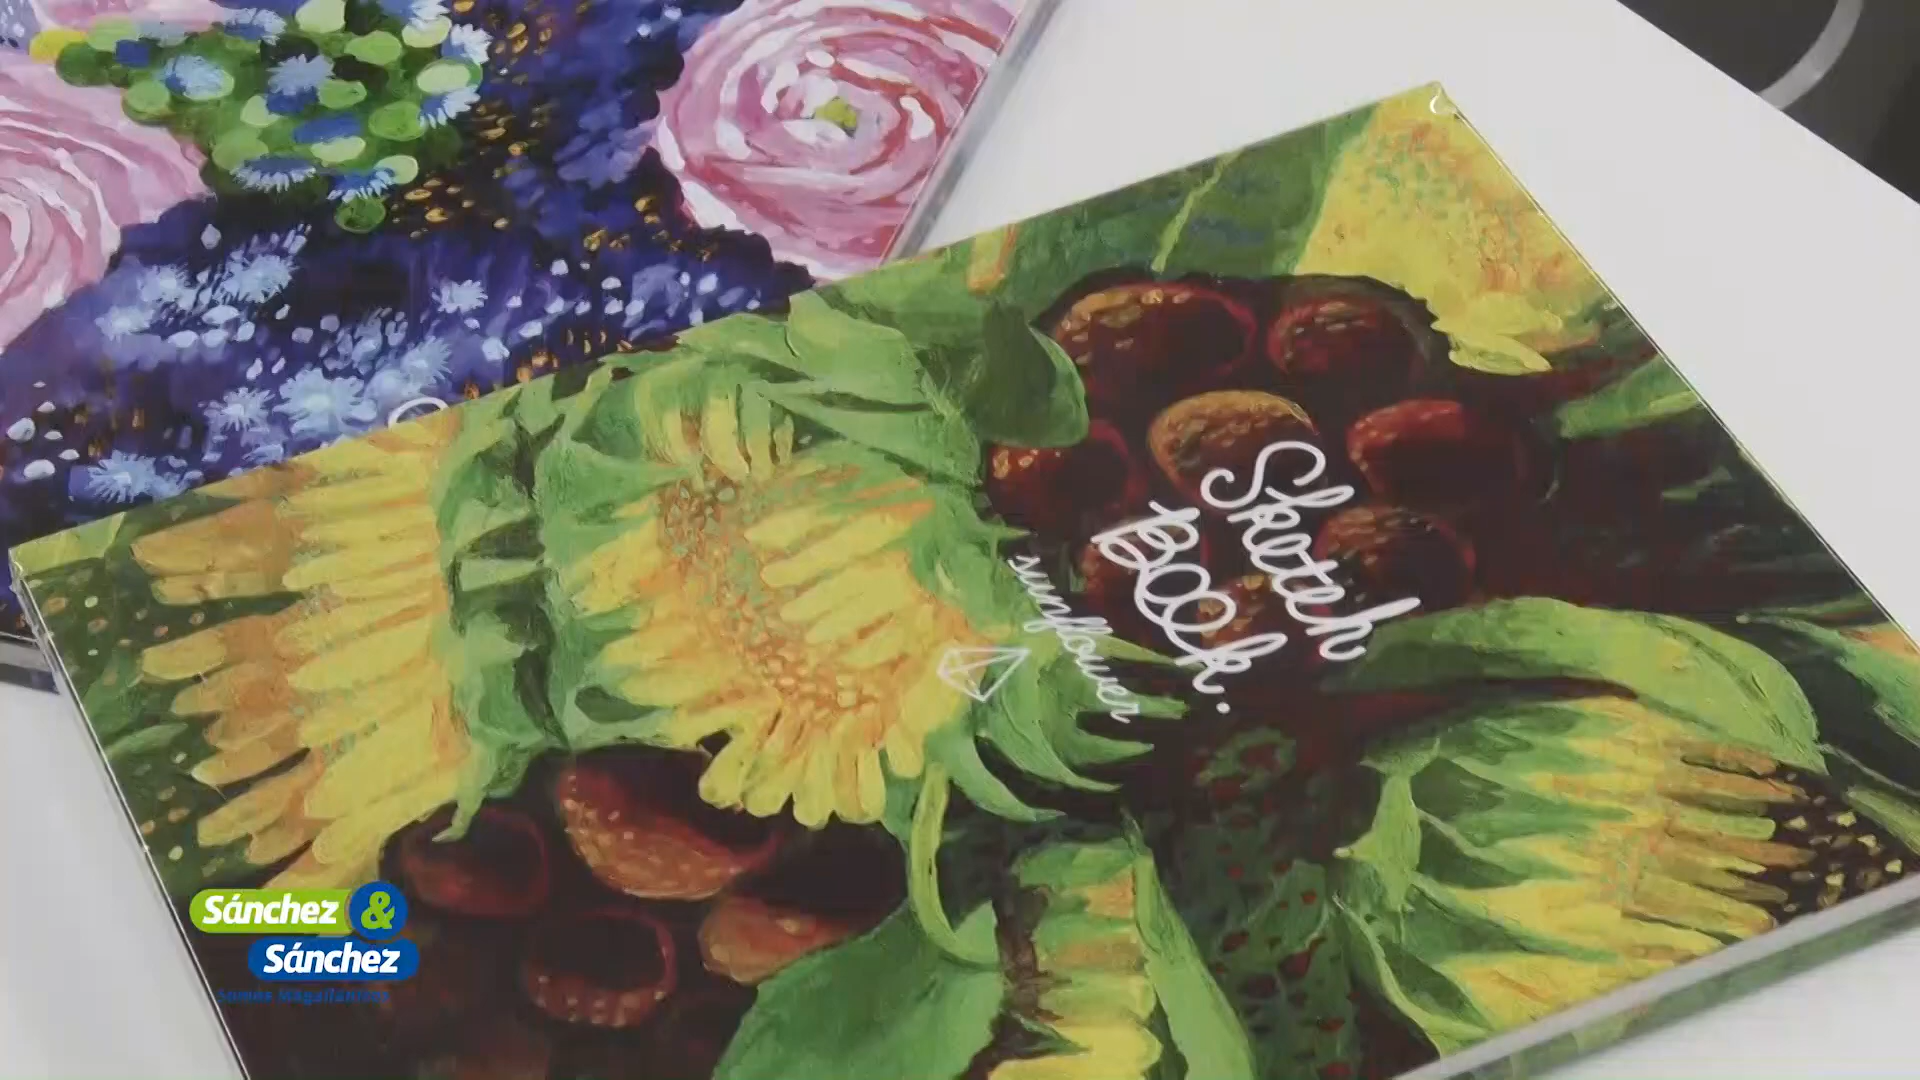 Sketch
Book.
sunflower
Sánchez &
Sánchez
Somos Magallánicos